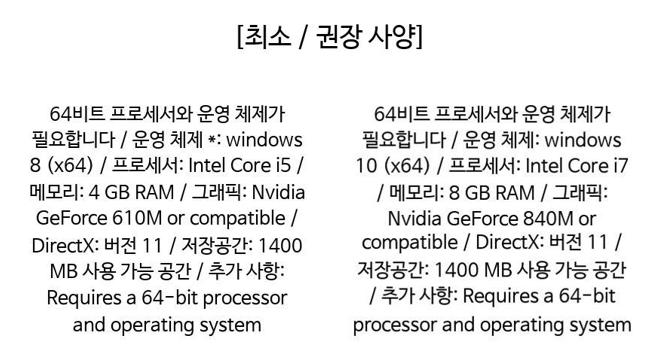 [최소 / 권장 사양]
64비트 프로세서와 운영 체제가
필요합니다 / 운영 체제 *: windows
8 (x64) / 프로세서: Intel Core i5 /
메모리: 4 GB RAM / 그래픽: Nvidia
GeForce 610M or compatible /
DirectX: 버전 11 / 저장공간: 1400
MB 사용 가능 공간 / 추가 사항:
Requires a 64-bit processor
and operating system
64비트 프로세서와 운영 체제가
필요합니다 / 운영 체제: windows
10 (x64) / 프로세서: Intel Core i7
/ 메모리: 8 GB RAM / 그래픽:
Nvidia GeForce 840M or
compatible / DirectX: 버전 11 /
저장공간: 1400 MB 사용 가능 공간
/ 추가 사항: Requires a 64-bit
processor and operating system